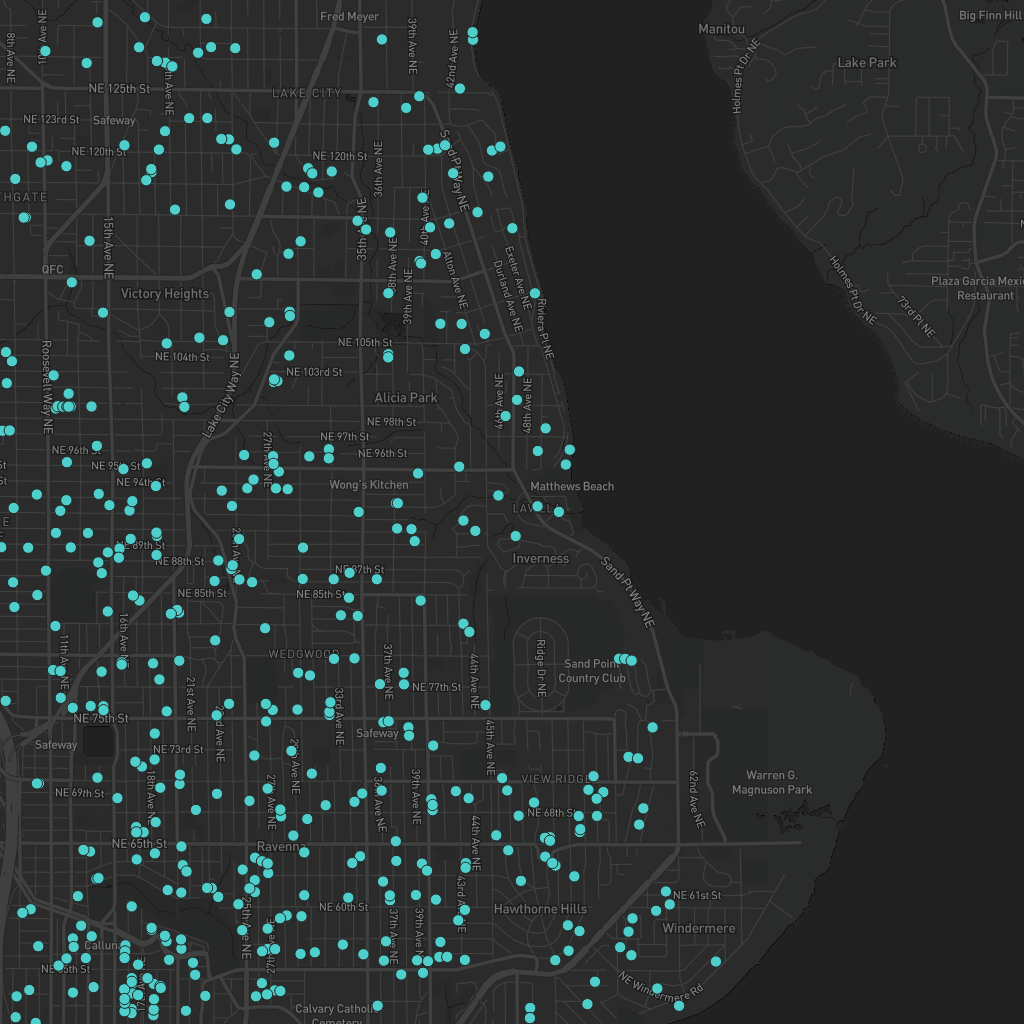 Fred Meyer
Big Finn Hill
Manitou
Lake Park
39th Ave NE
42nd Ave NE
8th Ave NE
10th Ave NE
Holmes Pt Dr NE
NE 125th St
LAKE CITY
NE 123rd St
Safeway
NE 120th St
NE 120th St
36th Ave NE
Sand Pt Way NE
40th Ave
35th Ave NE
15th Ave NE
QFC
Victory Heights
39th Ave NE
Alton Ave NE
Exeter Ave NE
Durland Ave NE
Riviera Pl NE
Holmes Pt Dr NE
73rd Pl NE
Plaza Garcia Mexic
Restaurant
NE 105th St
NE 104th St
NE 103rd St
Roosevelt Way NE
Lake City Way NE
Alicia Park
46th Ave NE
48th Ave NE
NE 98th St
NE 97th St
NE 96th St
NE 96th St
NE 95th St
NE 94th St
27th Ave NE
Wong's Kitchen
Matthews Beach
NE 89th St
NE 88th St
Inverness
Sand Pt Way NE
NE 87th St
NE 85th St
NE 85th St
16th Ave NE
11th Ave NE
WEDGWOOD
37th Ave NE
44th Ave NE
Ridge Dr NE
Sand Point
Country Club
NE 77th St
21st Ave NE
33rd Ave NE
NE 75th St
Safeway
Safeway
NE 73rd St
45th Ave NE
62nd Ave NE
Warren G.
Magnuson Park
VIEW RIDGE
NE 69th St
18th Ave NE
27th Ave NE
39th Ave NE
NE 68th St
44th Ave NE
NE 65th St
Ravenna
NE 61st St
NE 60th St
Hawthorne Hills
Windermere
25th Ave NE
27th Ave NE
37th Ave NE
39th Ave NE
43rd Ave NE
NE Windermere Rd
Calvary Catholic
Cemetery